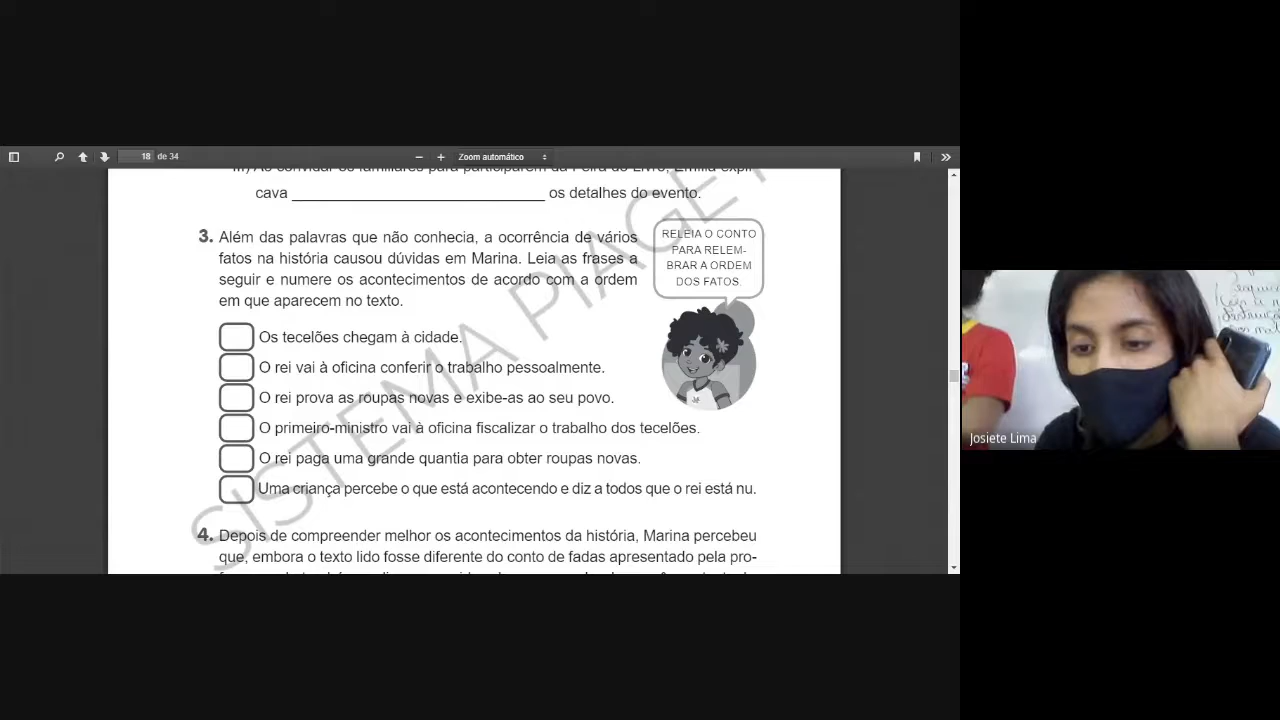 18 de 34
Zoom automático
cava ______________________________ os detalhes do evento.
3. Além das palavras que não conhecia, a ocorrência de vários
fatos na história causou dúvidas em Marina. Leia as frases a
seguir e numere os acontecimentos de acordo com a ordem
em que aparecem no texto.
RELEIA O CONTO
PARA RELEM-
BRAR A ORDEM
DOS FATOS.
Os tecelões chegam à cidade.
O rei vai à oficina conferir o trabalho pessoalmente.
O rei prova as roupas novas e exibe-as ao seu povo.
O primeiro-ministro vai à oficina fiscalizar o trabalho dos tecelões.
O rei paga uma grande quantia para obter roupas novas.
Uma criança percebe o que está acontecendo e diz a todos que o rei está nu.
4. Depois de compreender melhor os acontecimentos da história, Marina percebeu
que, embora o texto lido fosse diferente do conto de fadas apresentado pela pro-
SISTEMA PIAGET
Josiete Lima